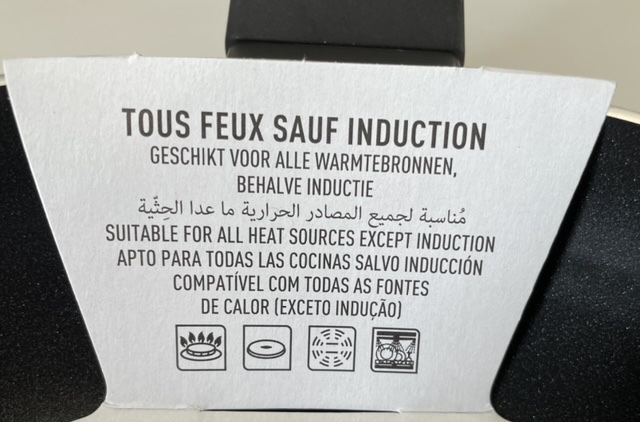 TOUS FEUX SAUF INDUCTION
GESCHIKT VOOR ALLE WARMTEBRONNEN,
BEHALVE INDUCTIE
مُناسبة لجميع المصادر الحرارية ما عدا الحِثّية
SUITABLE FOR ALL HEAT SOURCES EXCEPT INDUCTION
APTO PARA TODAS LAS COCINAS SALVO INDUCCIÓN
COMPATÍVEL COM TODAS AS FONTES
DE CALOR (EXCETO INDUÇÃO)